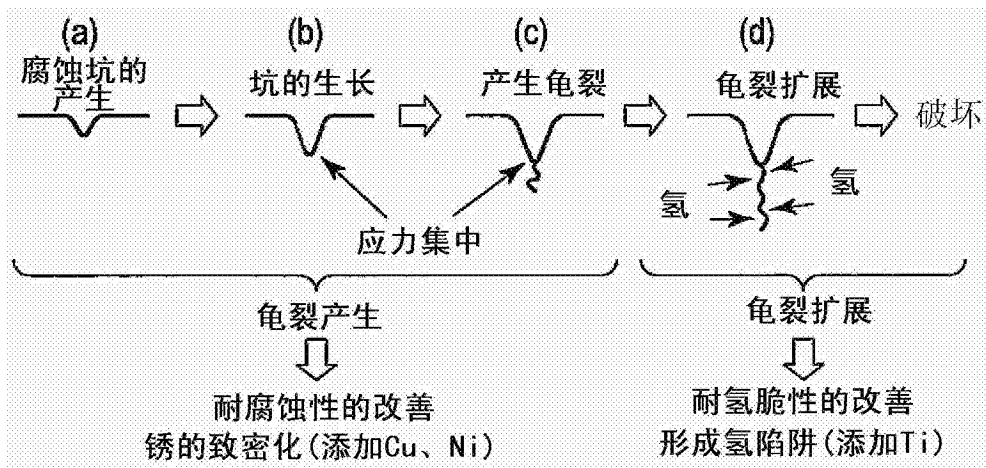 (a)
腐蚀坑的
产生
(b)
坑的生长
(c)
产生龟裂
(d)
龟裂扩展
破坏
应力集中
氢
氢
龟裂产生
龟裂扩展
耐腐蚀性的改善
锈的致密化(添加Cu、Ni)
耐氢脆性的改善
形成氢陷阱(添加Ti)